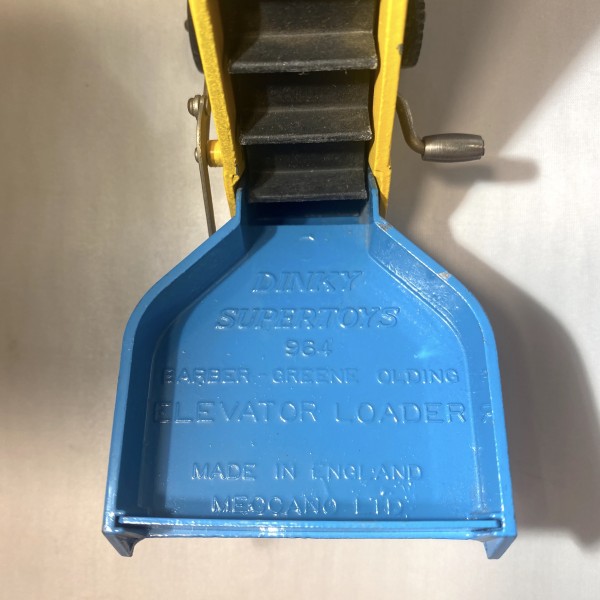 DINKY
SUPERTOYS
964
BARBER-GREENE OLDING
ELEVATOR LOADER
MADE IN ENGLAND
MECCANO LTD